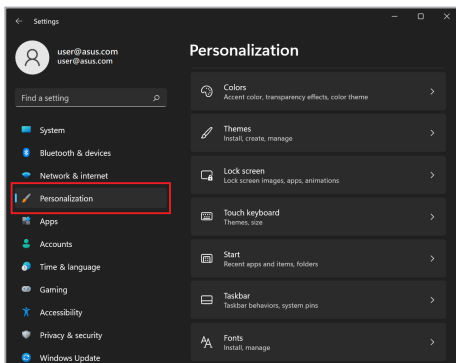 Settings
user@asus.com
user@asus.com
Find a setting
System
Bluetooth & devices
Network & internet
Personalization
Apps
Accounts
Time & language
Gaming
Accessibility
Privacy & security
Windows Update
Personalization
Colors
Accent color, transparency effects, color theme
Themes
Install, create, manage
Lock screen
Lock screen images, apps, animations
Touch keyboard
Themes, size
Start
Recent apps and items, folders
Taskbar
Taskbar behaviors, system pins
Fonts
Install, manage